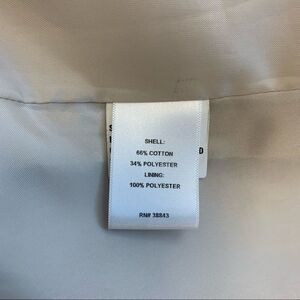 SHELL:
66% COTTON
34% POLYESTER
LINING:
100% POLYESTER
RN# 38843